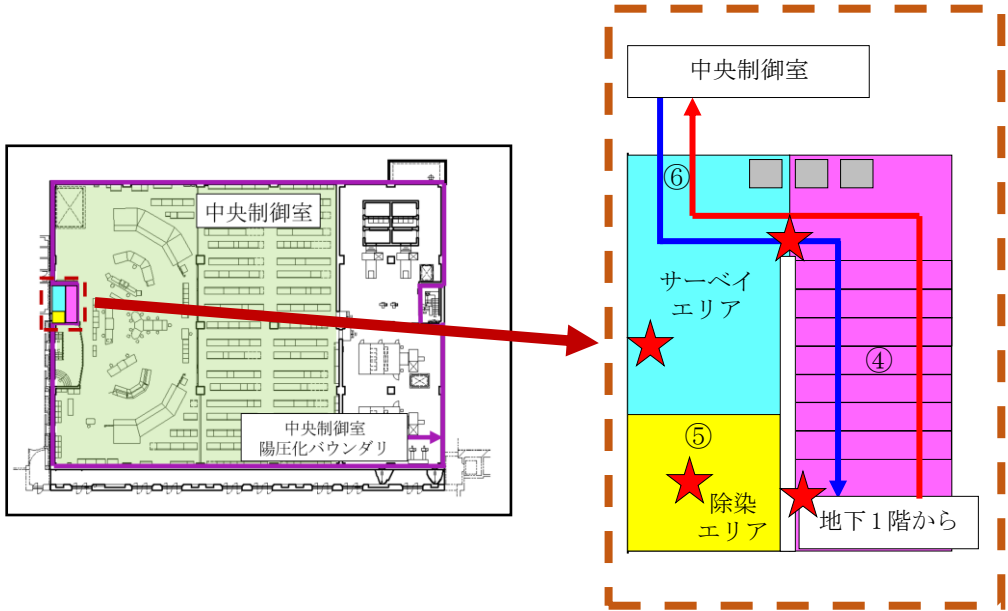 中央制御室
中央制御室
陽圧化バウンダリ
中央制御室
⑥
サーベイ
エリア
④
⑤
除染
エリア
地下1階から